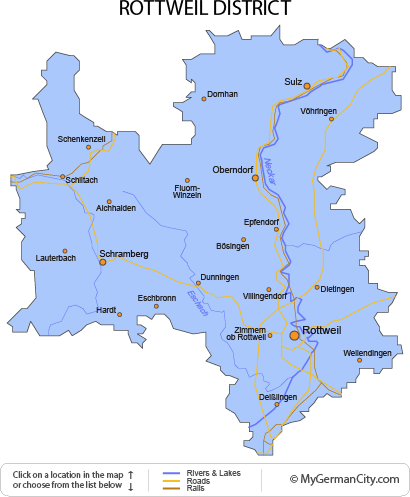 ROTTWEIL DISTRICT
Sulz
Dornhan
Vöhringen
Schenkenzell
Oberndorf
Neckar
Schiltach
Fluorn-
Winzeln
Aichhalden
Epfendorf
Bösingen
Lauterbach
Schramberg
Dunningen
Dietingen
Villingendorf
Eschbronn
Eschach
Hardt
Rottweil
Zimmern
ob Rottweil
Wellendingen
Deißlingen
Click on a location in the map ↑
or choose from the list below ↓
Rivers & Lakes
Roads
Rails
© MyGermanCity.com